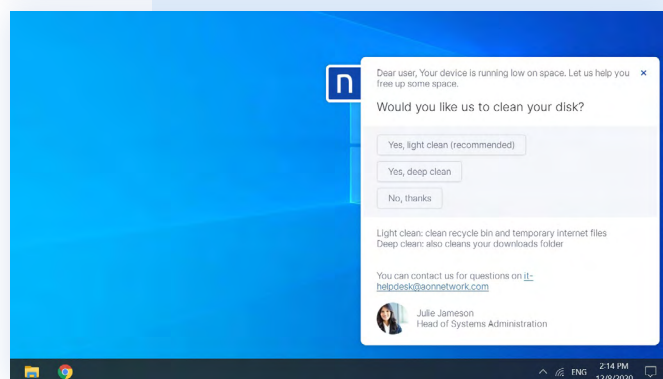 n
Dear user, Your device is running low on space. Let us help you
free up some space.
Would you like us to clean your disk?
Yes, light clean (recommended)
Yes, deep clean
No, thanks
Light clean: clean recycle bin and temporary internet files
Deep clean: also cleans your downloads folder
You can contact us for questions on it-
helpdesk@aonnetwork.com
Julie Jameson
Head of Systems Administration
ENG
2:14 PM
12/8/2020